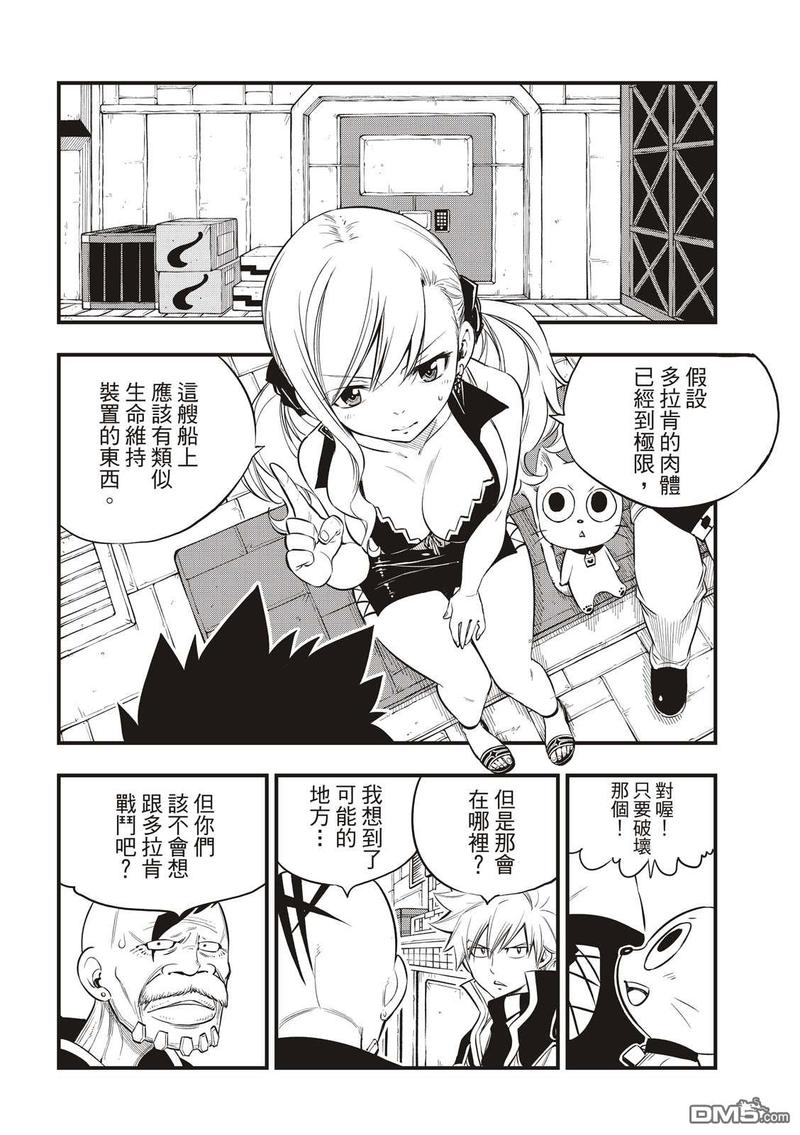 假設
多拉肯的肉體
已經到極限，
這艘船上
應該有類似
生命維持
裝置的東西。
對喔！
只要破壞
那個！
但是那會
在哪裡？
我想到了
可能的
地方…
但你們
該不會想
跟多拉肯
戰鬥吧？
DM5.com